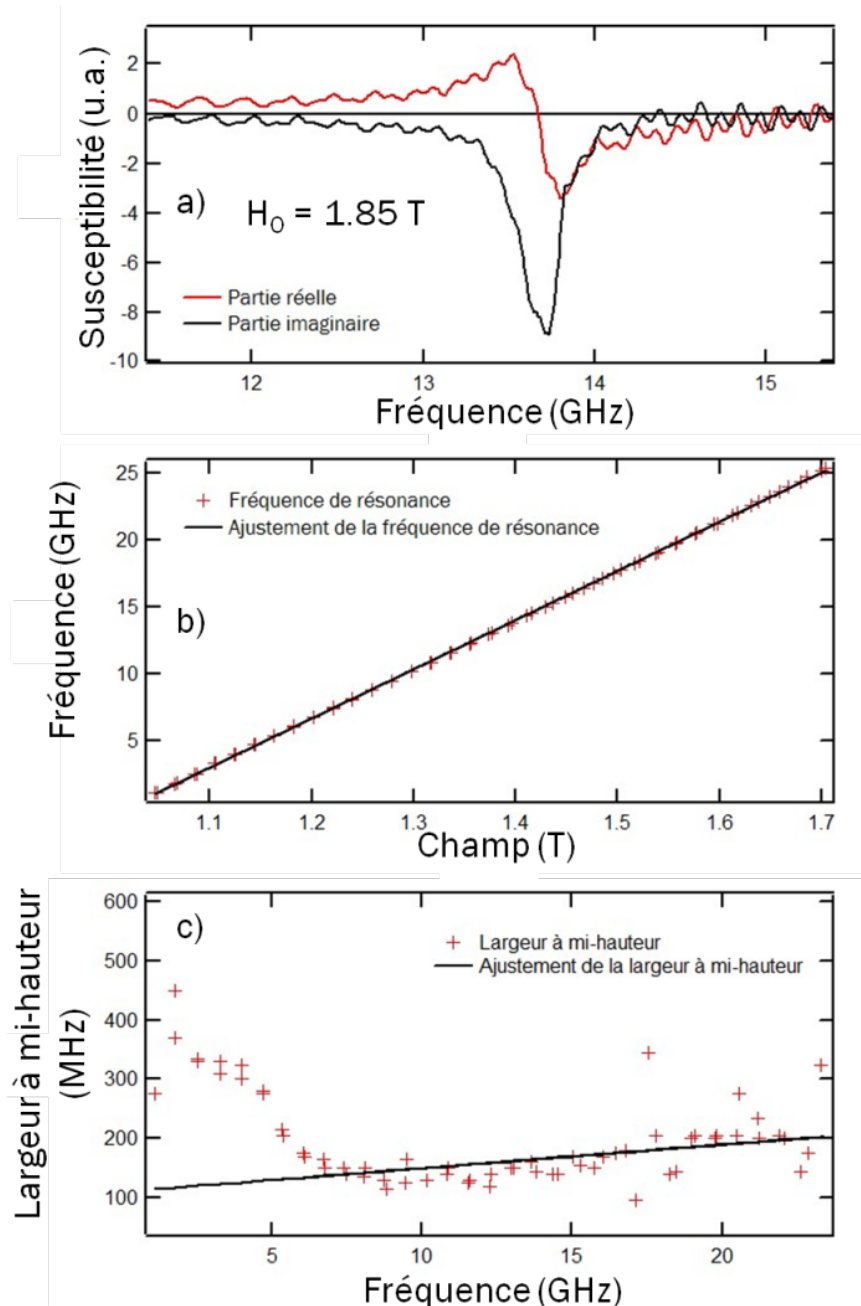 Susceptibilité (u.a.)
2
0
-2
-4
-6
-8
-10
a)
H0 = 1.85 T
Partie réelle
Partie imaginaire
12
13
14
15
Fréquence (GHz)
Fréquence (GHz)
25
20
15
10
5
Fréquence de résonance
Ajustement de la fréquence de résonance
b)
1.1
1.2
1.3
1.4
1.5
1.6
1.7
Champ (T)
Largeur à mi-hauteur
(MHz)
600
500
400
300
200
100
c)
Largeur à mi-hauteur
Ajustement de la largeur à mi-hauteur
5
10
15
20
Fréquence (GHz)